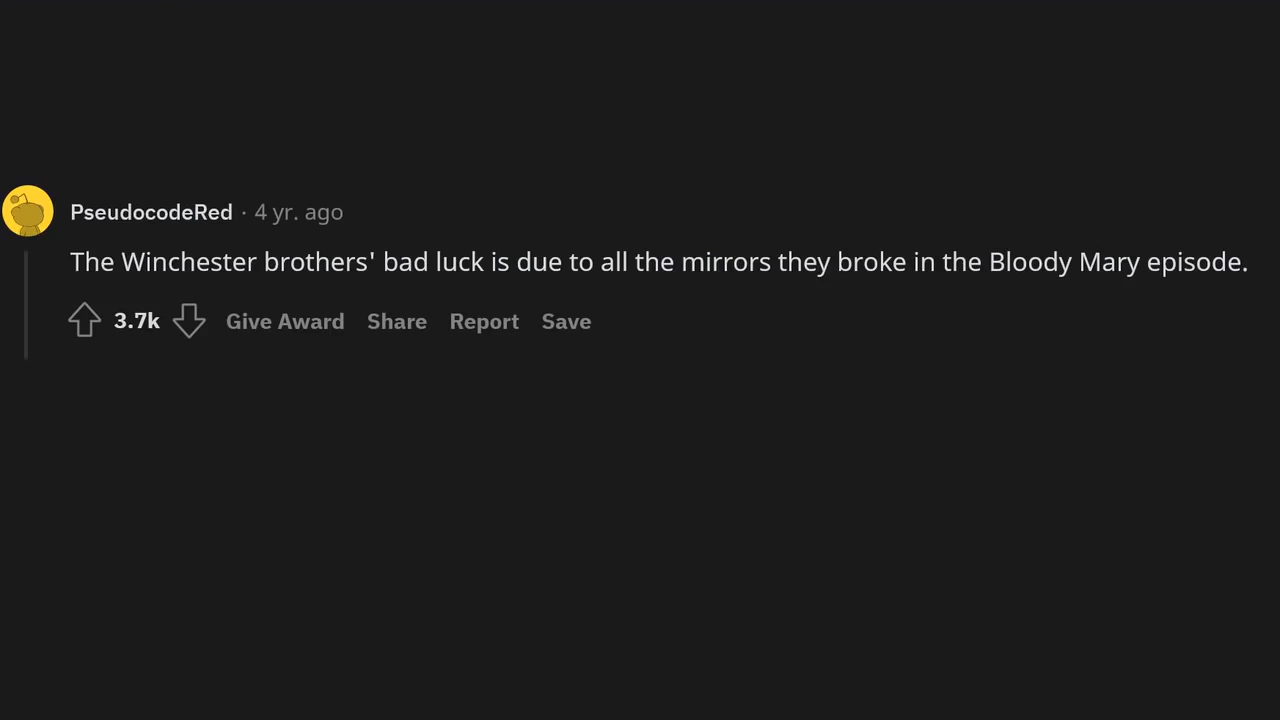 PseudocodeRed · 4 yr. ago
The Winchester brothers' bad luck is due to all the mirrors they broke in the Bloody Mary episode.
3.7k Give Award Share Report Save